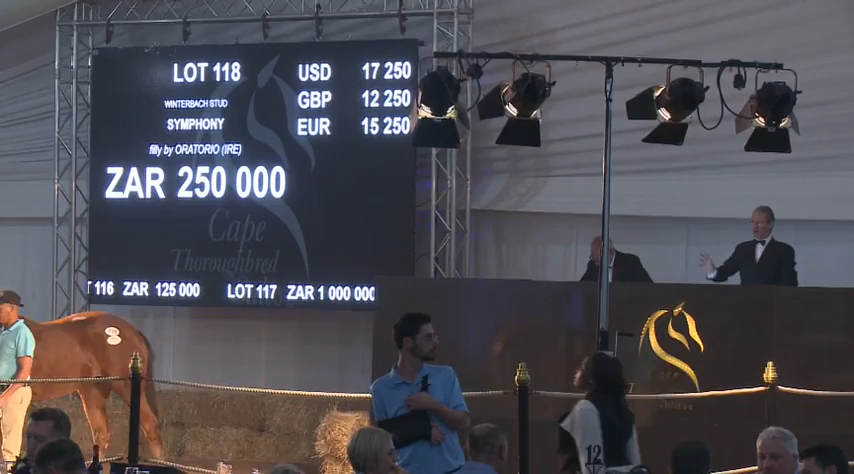 LOT 118
WINTERBACH STUD
SYMPHONY
filly by ORATORIO (IRE)
ZAR 250 000
USD 17 250
GBP 12 250
EUR 15 250
Cape
Thoroughbred
T 116 ZAR 125 000 LOT 117 ZAR 1 000 000
12